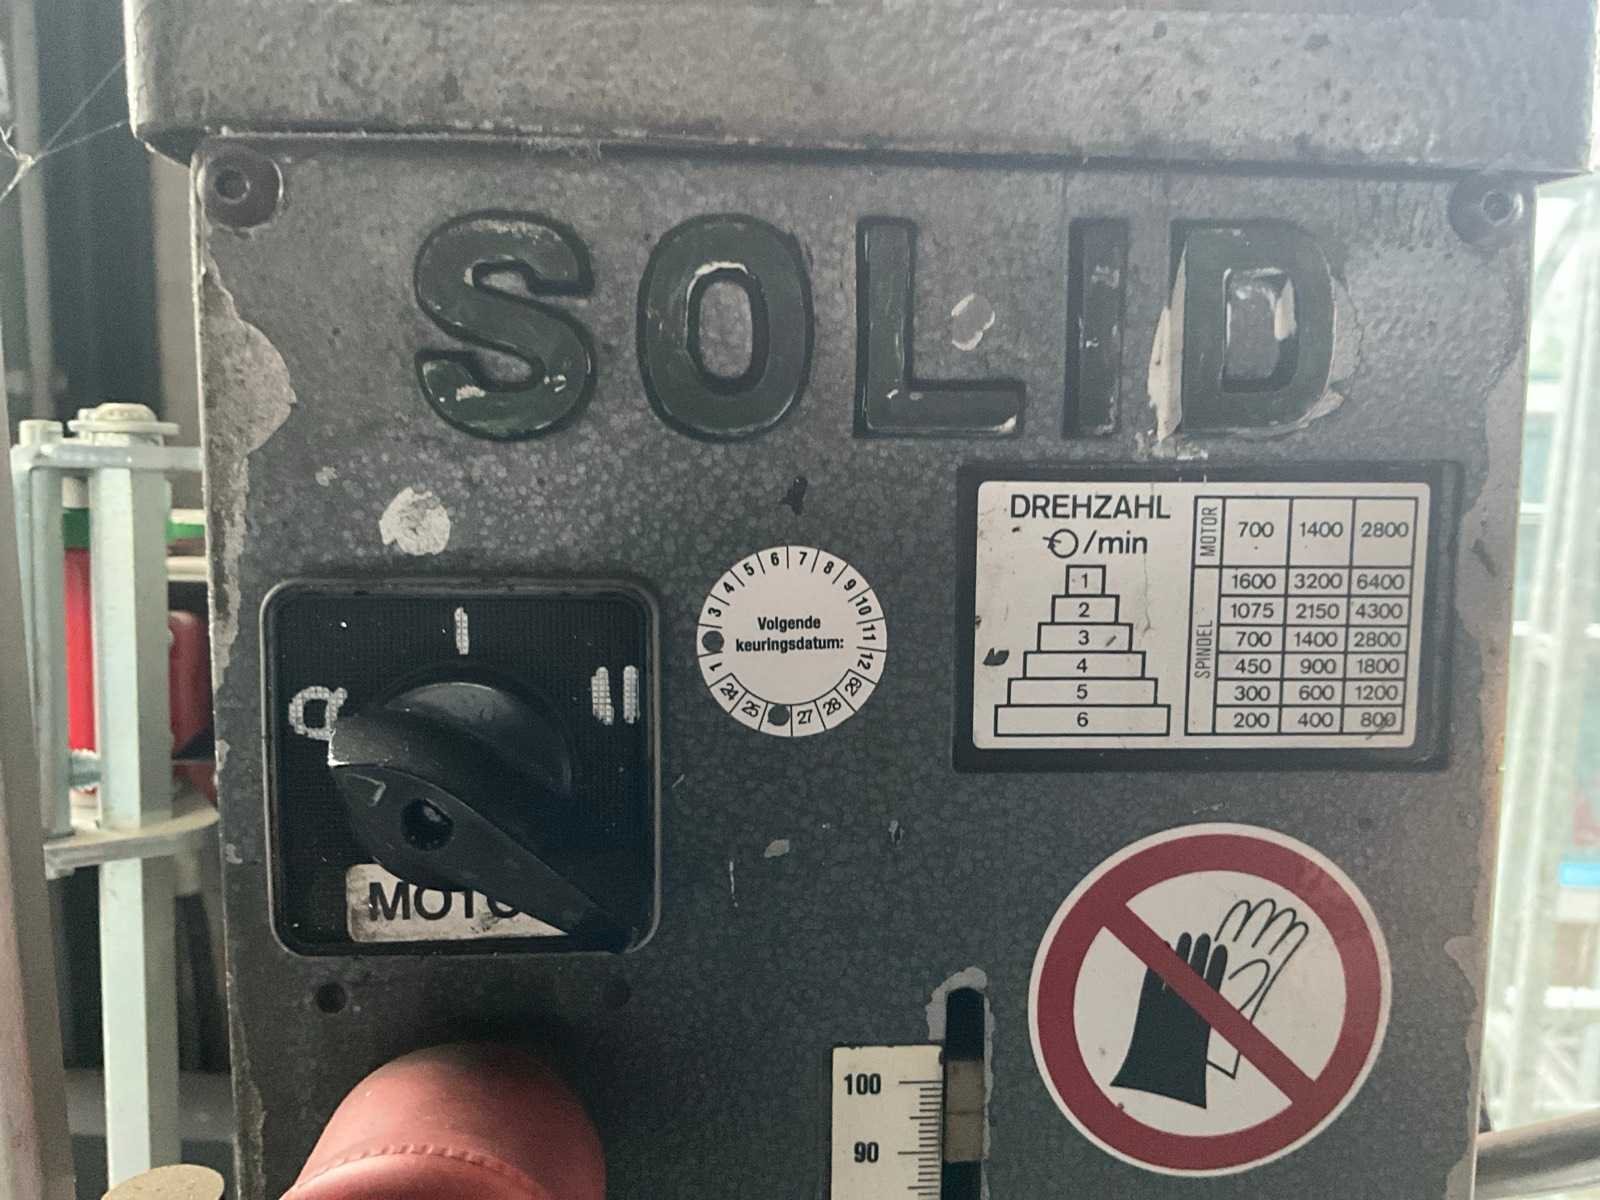 SOLID
DREHZAHL
/min
MOTOR 700 1400 2800
SPINDEL
1 1600 3200 6400
2 1075 2150 4300
3 700 1400 2800
4 450 900 1800
5 300 600 1200
6 200 400 800
0 I II
1 3 4 5 6 7 8 9 10 11 12
Volgende
keuringsdatum:
24 25 27 28 29
100
90